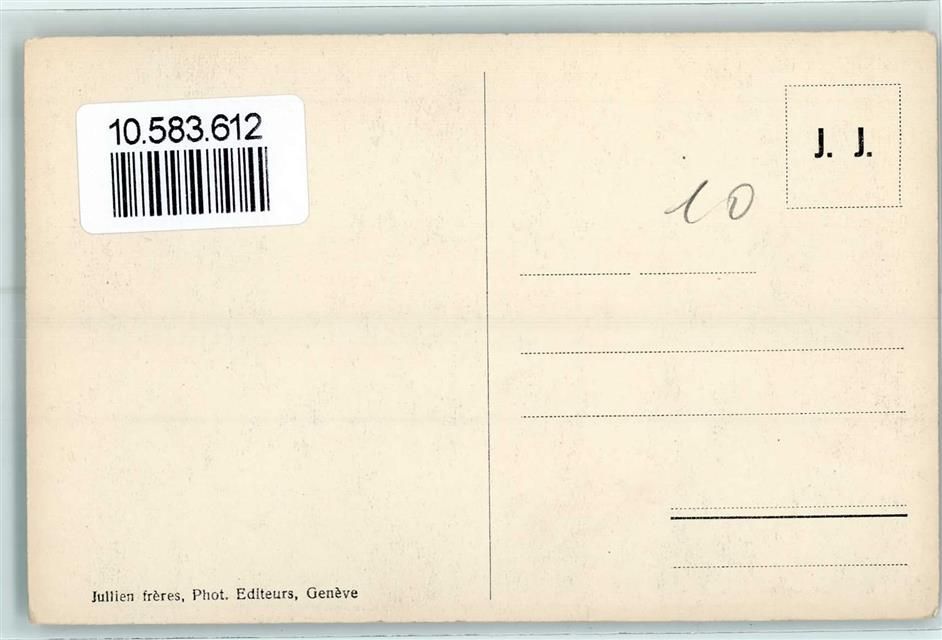 10.583.612
J. J.
10
Jullien frères, Phot. Editeurs, Genève